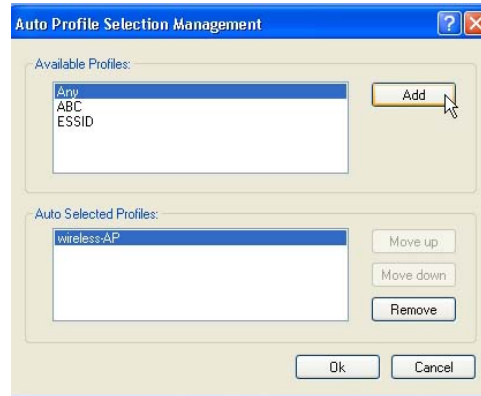 Auto Profile Selection Management
Available Profiles:
Any
ABC
ESSID
Add
Auto Selected Profiles:
wireless-AP
Move up
Move down
Remove
Ok
Cancel